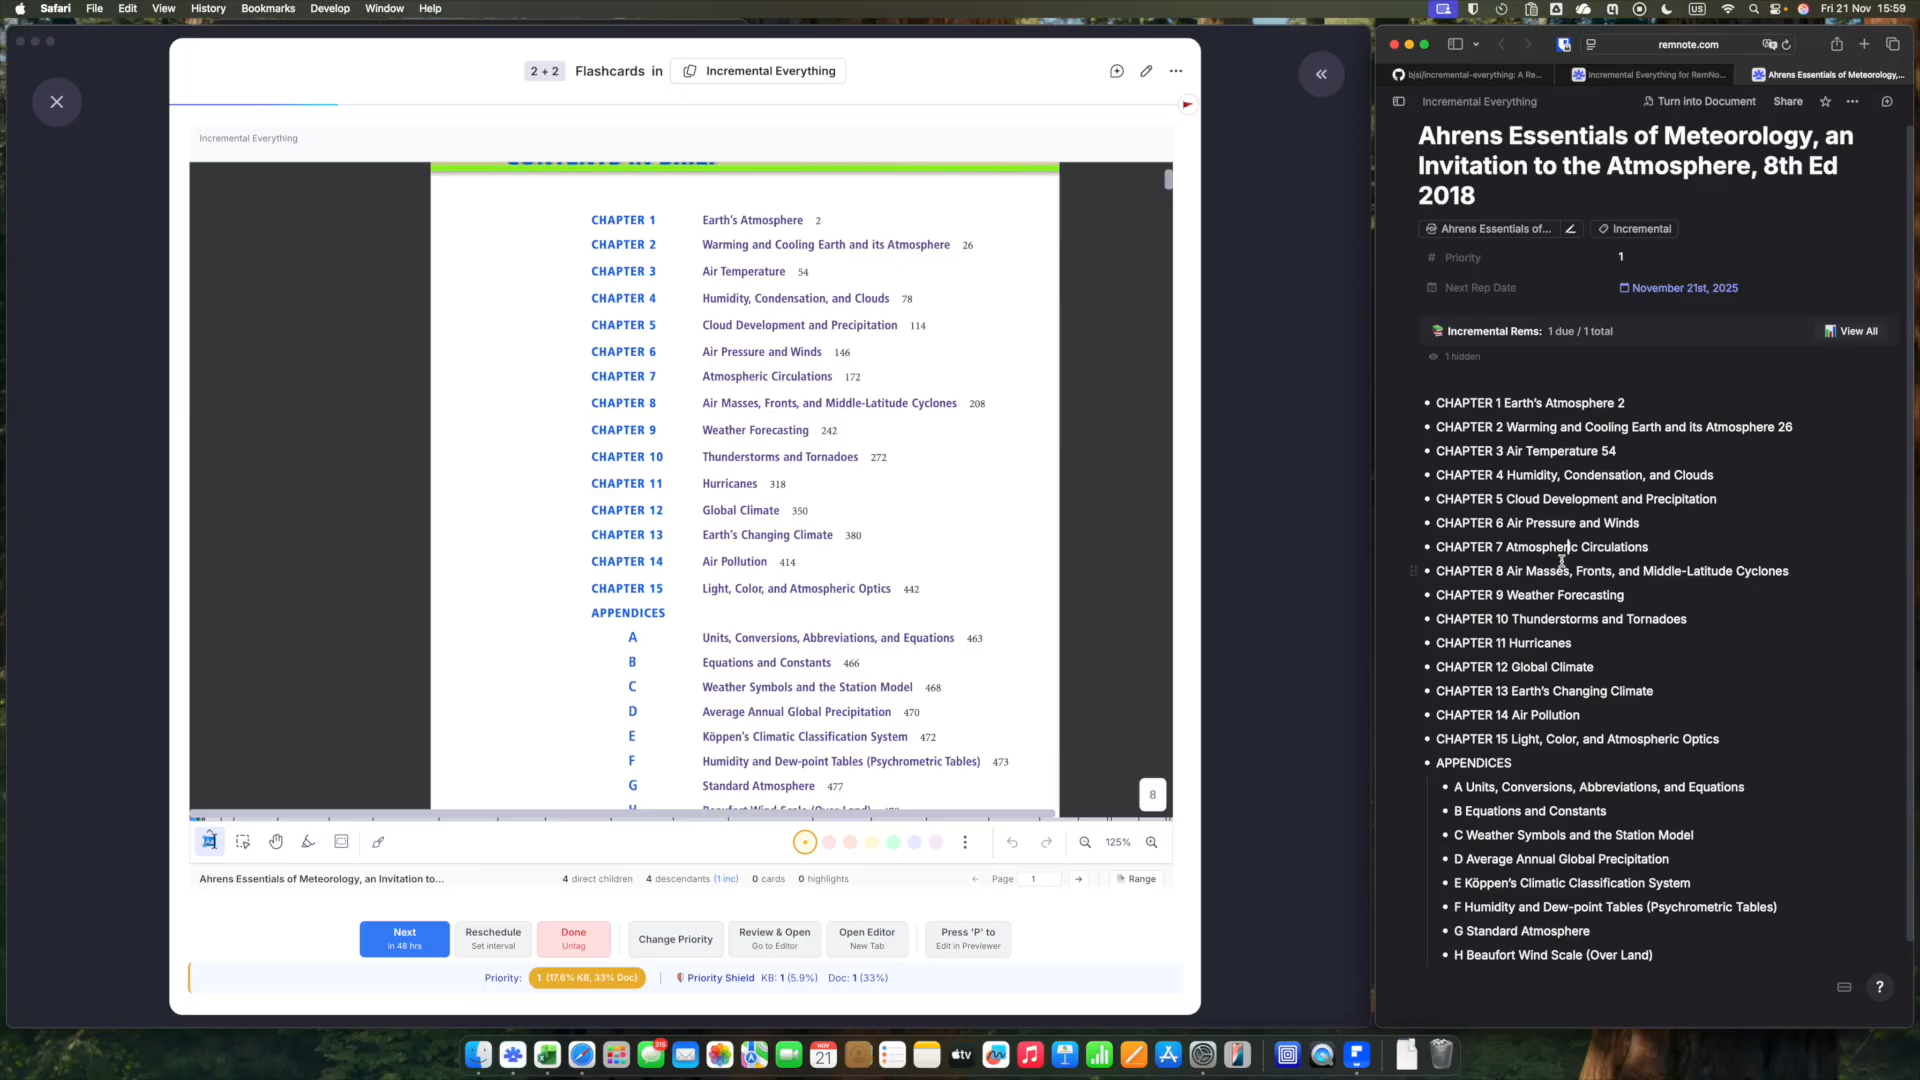 Safari File Edit View History Bookmarks Develop Window Help
US
Fri 21 Nov 15:59
2 + 2 Flashcards in Incremental Everything
Incremental Everything
CHAPTER 1 Earth's Atmosphere 2
CHAPTER 2 Warming and Cooling Earth and its Atmosphere 26
CHAPTER 3 Air Temperature 54
CHAPTER 4 Humidity, Condensation, and Clouds 78
CHAPTER 5 Cloud Development and Precipitation 114
CHAPTER 6 Air Pressure and Winds 146
CHAPTER 7 Atmospheric Circulations 172
CHAPTER 8 Air Masses, Fronts, and Middle-Latitude Cyclones 208
CHAPTER 9 Weather Forecasting 242
CHAPTER 10 Thunderstorms and Tornadoes 272
CHAPTER 11 Hurricanes 318
CHAPTER 12 Global Climate 350
CHAPTER 13 Earth's Changing Climate 380
CHAPTER 14 Air Pollution 414
CHAPTER 15 Light, Color, and Atmospheric Optics 442
APPENDICES
A Units, Conversions, Abbreviations, and Equations 463
B Equations and Constants 466
C Weather Symbols and the Station Model 468
D Average Annual Global Precipitation 470
E Köppen's Climatic Classification System 472
F Humidity and Dew-point Tables (Psychrometric Tables) 473
G Standard Atmosphere 477
8
125%
Ahrens Essentials of Meteorology, an Invitation to... 4 direct children 4 descendants (1 inc) 0 cards 0 highlights Page 1 Range
Next
in 48 hrs
Reschedule
Set interval
Done
Untag
Change Priority
Review & Open
Go to Editor
Open Editor
New Tab
Press 'P' to
Edit in Previewer
Priority: 1 (17.6% KB, 33% Doc) Priority Shield KB: 1 (5.9%) Doc: 1 (33%)
remnote.com
bjsi/incremental-everything: A Re...
Incremental Everything for RemNo...
Ahrens Essentials of Meteorology,...
Incremental Everything Turn into Document Share
Ahrens Essentials of Meteorology, an
Invitation to the Atmosphere, 8th Ed
2018
Ahrens Essentials of... Incremental
# Priority 1
Next Rep Date November 21st, 2025
Incremental Rems: 1 due / 1 total View All
1 hidden
CHAPTER 1 Earth's Atmosphere 2
CHAPTER 2 Warming and Cooling Earth and its Atmosphere 26
CHAPTER 3 Air Temperature 54
CHAPTER 4 Humidity, Condensation, and Clouds
CHAPTER 5 Cloud Development and Precipitation
CHAPTER 6 Air Pressure and Winds
CHAPTER 7 Atmospheric Circulations
CHAPTER 8 Air Masses, Fronts, and Middle-Latitude Cyclones
CHAPTER 9 Weather Forecasting
CHAPTER 10 Thunderstorms and Tornadoes
CHAPTER 11 Hurricanes
CHAPTER 12 Global Climate
CHAPTER 13 Earth's Changing Climate
CHAPTER 14 Air Pollution
CHAPTER 15 Light, Color, and Atmospheric Optics
APPENDICES
A Units, Conversions, Abbreviations, and Equations
B Equations and Constants
C Weather Symbols and the Station Model
D Average Annual Global Precipitation
E Köppen's Climatic Classification System
F Humidity and Dew-point Tables (Psychrometric Tables)
G Standard Atmosphere
H Beaufort Wind Scale (Over Land)
?
315
NOV
21
tv